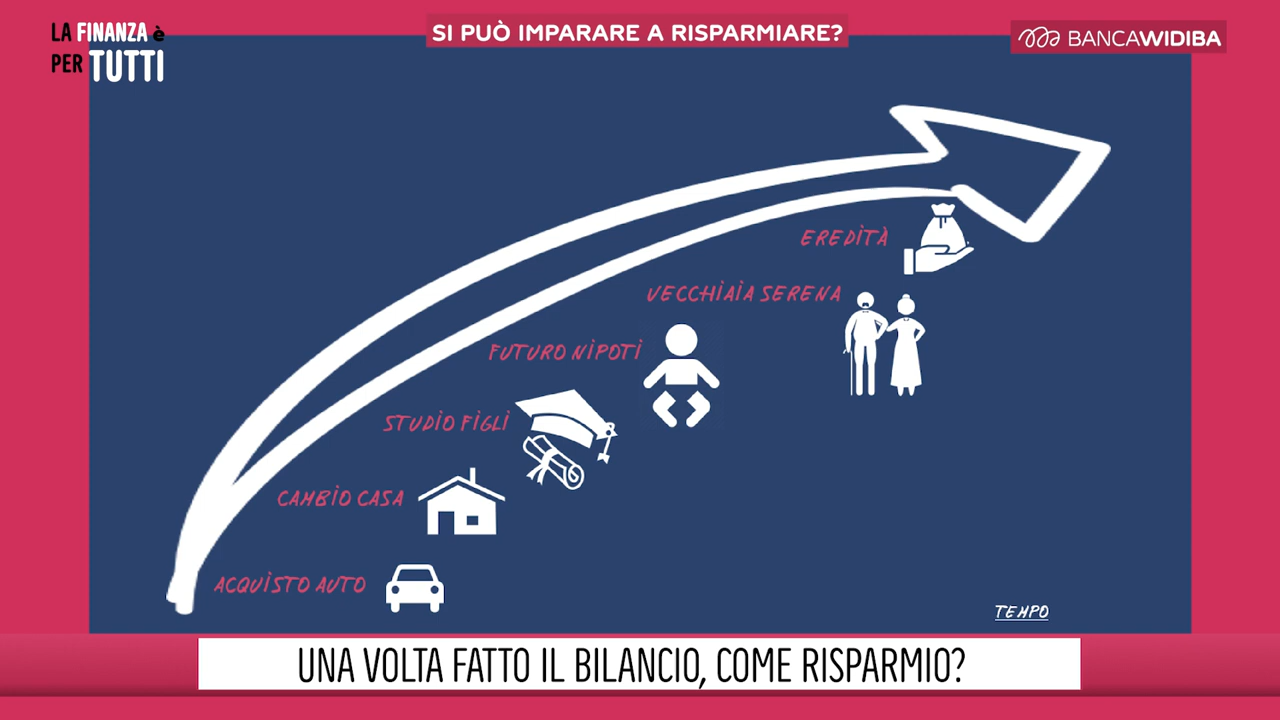 LA FINANZA è
PER TUTTI
SI PUÒ IMPARARE A RISPARMIARE?
BANCAWIDIBA
EREDITÀ
VECCHIAIA SERENA
FUTURO NIPOTI
STUDIO FIGLI
CAMBIO CASA
ACQUISTO AUTO
TEMPO
UNA VOLTA FATTO IL BILANCIO, COME RISPARMIO?